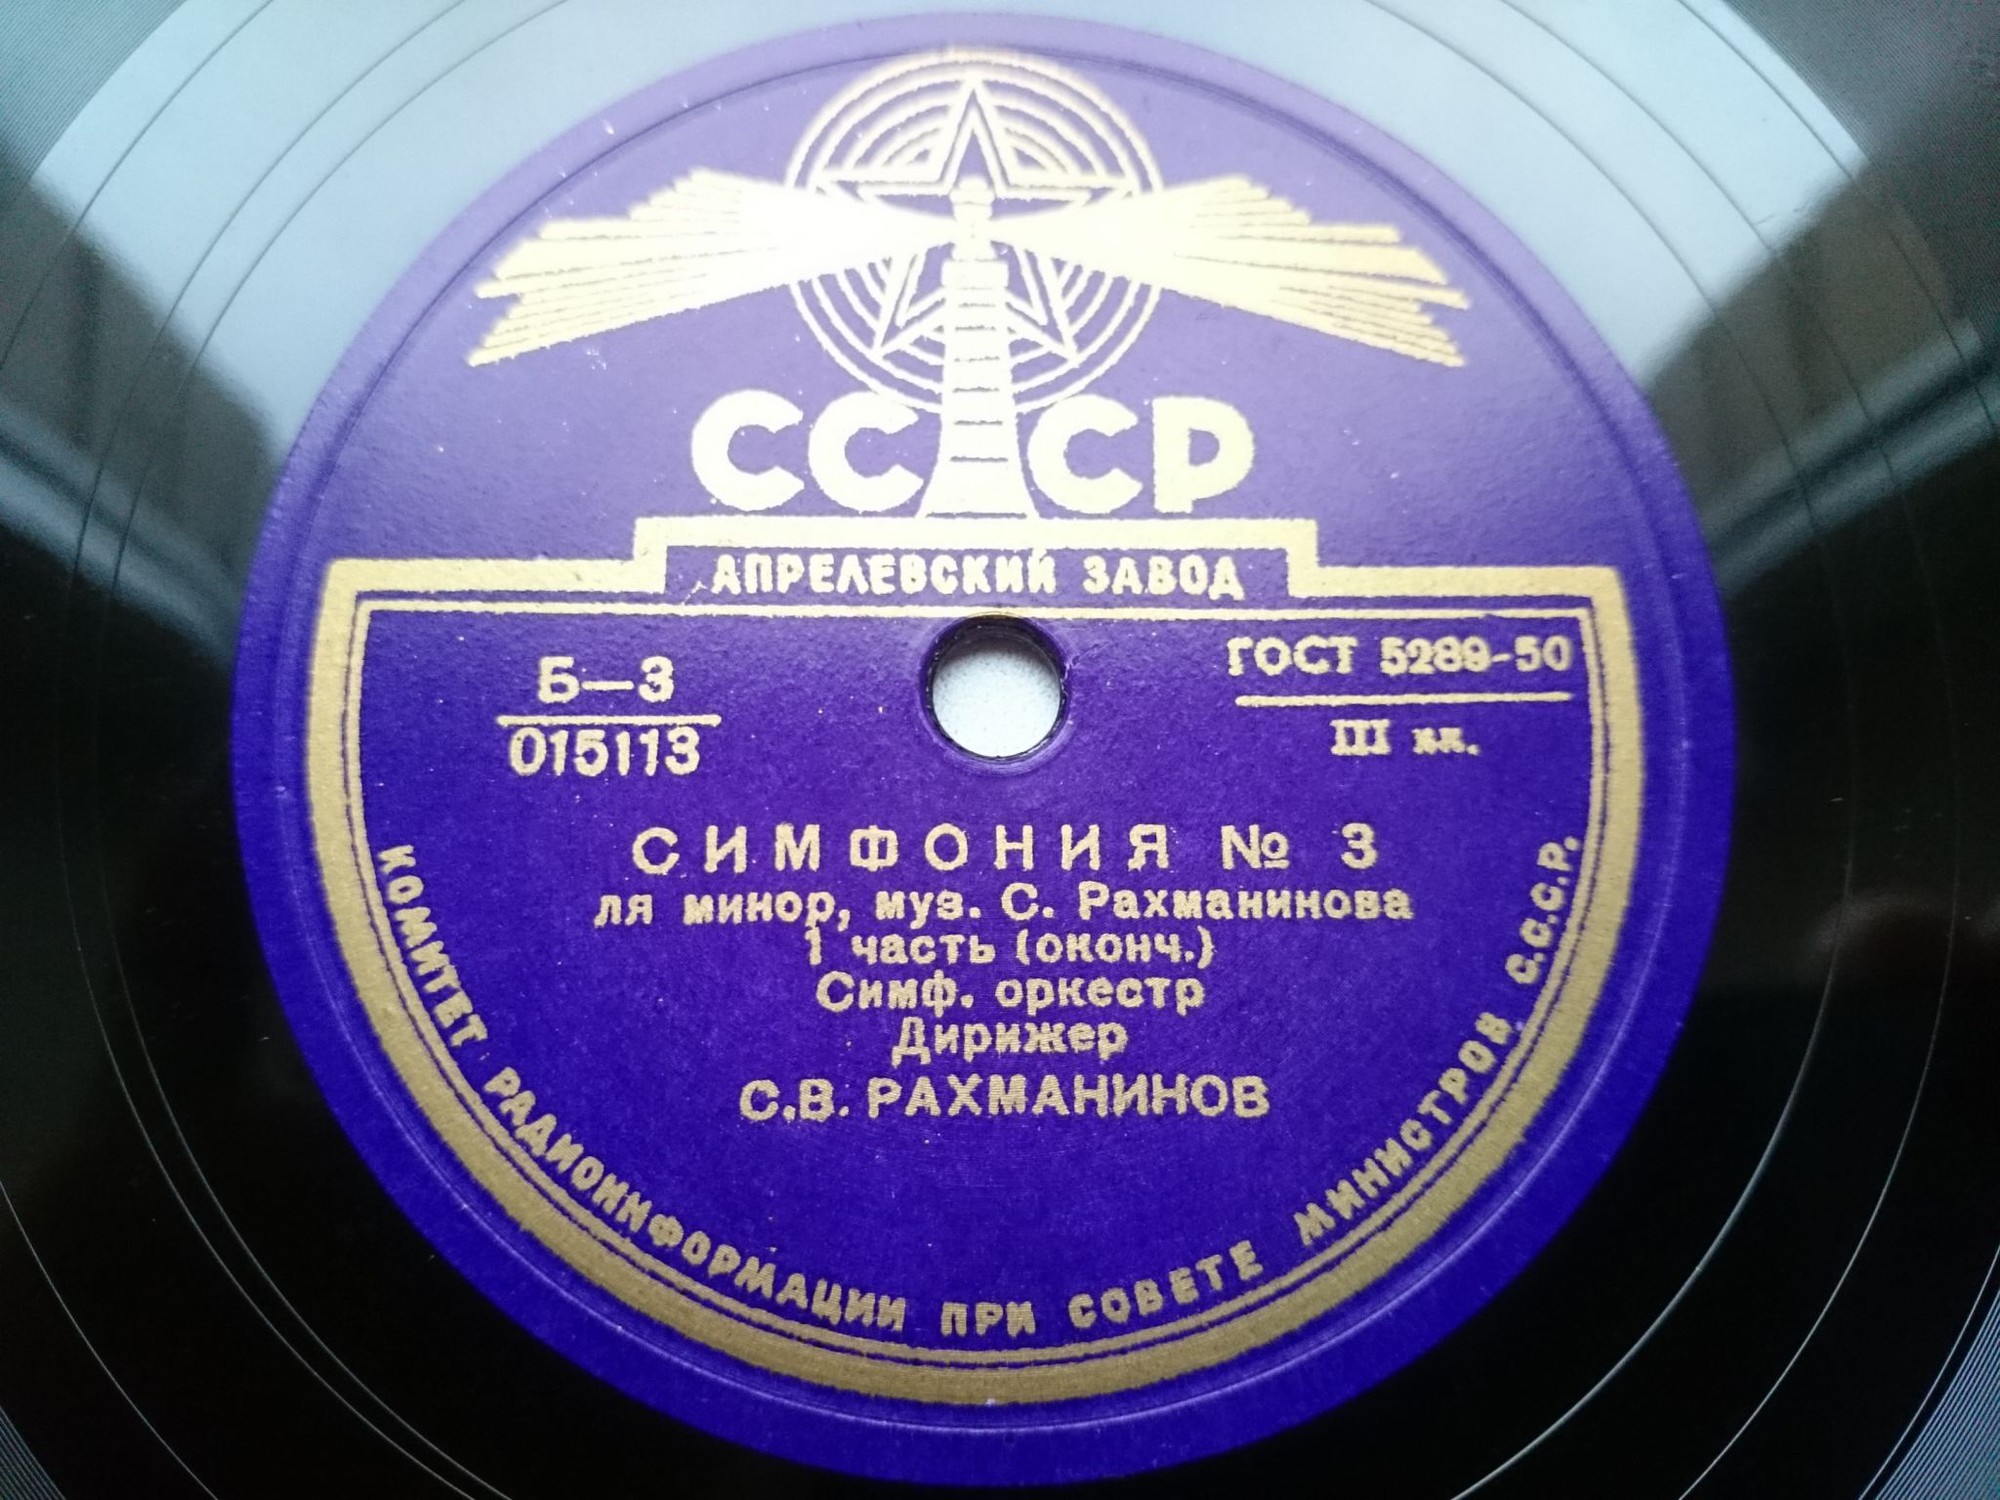 СССР
АПРЕЛЕВСКИЙ ЗАВОД
Б—3
015113
ГОСТ 5289-50
III кл.
СИМФОНИЯ № 3
ля минор, муз. С. Рахманинова
1 часть (оконч.)
Симф. оркестр
Дирижер
С.В. РАХМАНИНОВ
КОМИТЕТ РАДИОИНФОРМАЦИИ ПРИ СОВЕТЕ МИНИСТРОВ С.С.С.Р.